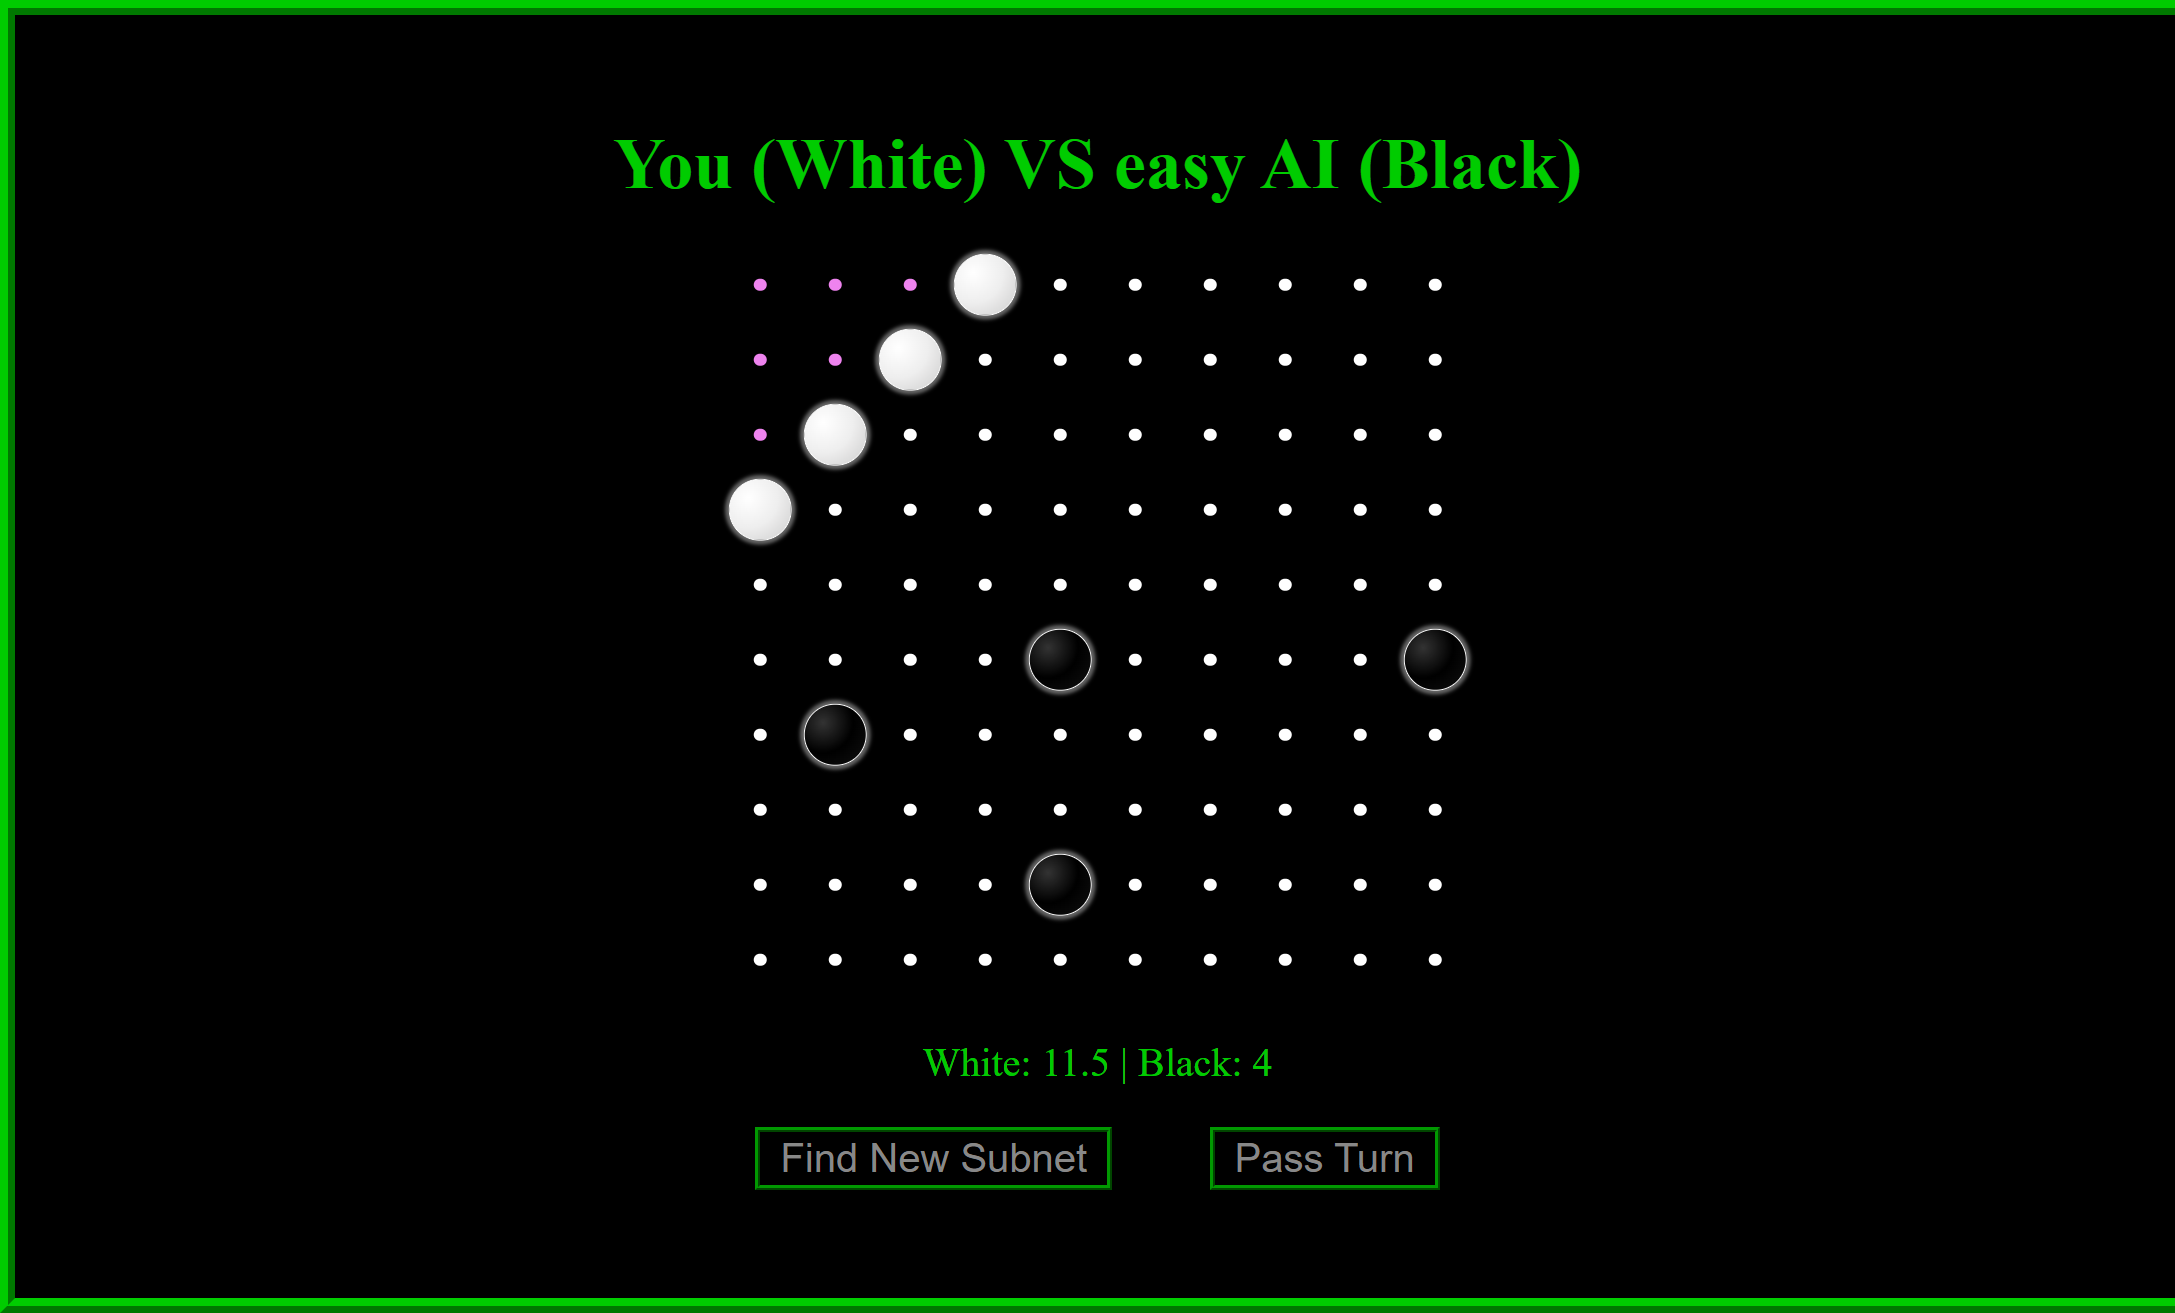 You (White) VS easy AI (Black)
White: 11.5 | Black: 4
Find New Subnet
Pass Turn